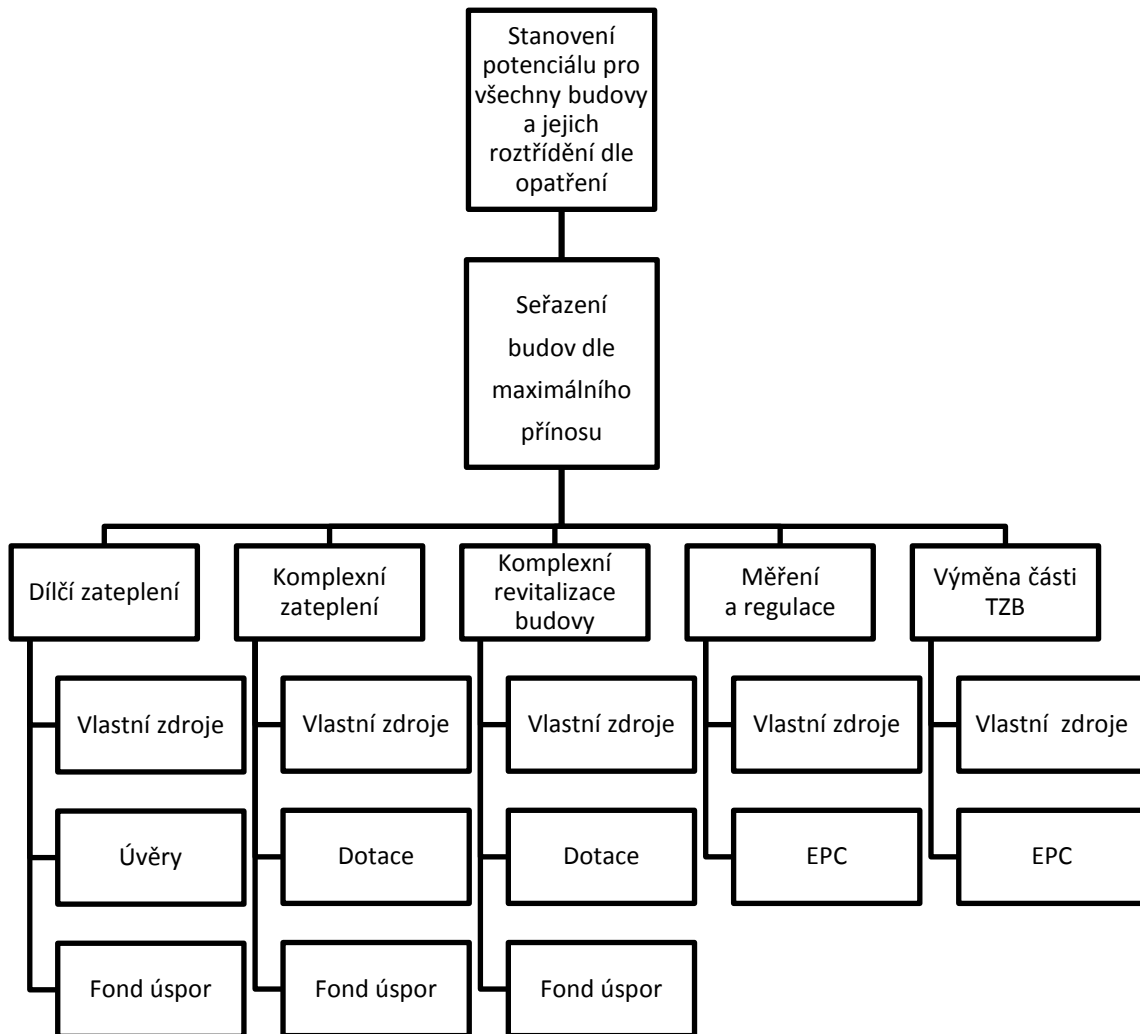 Stanovení
potenciálu pro
všechny budovy
a jejich
roztřídění dle
opatření
Seřazení
budov dle
maximálního
přínosu
Dílčí zateplení
Komplexní
zateplení
Komplexní
revitalizace
budovy
Měření
a regulace
Výměna části
TZB
Vlastní zdroje
Vlastní zdroje
Vlastní zdroje
Vlastní zdroje
Vlastní  zdroje
Úvěry
Dotace
Dotace
EPC
EPC
Fond úspor
Fond úspor
Fond úspor